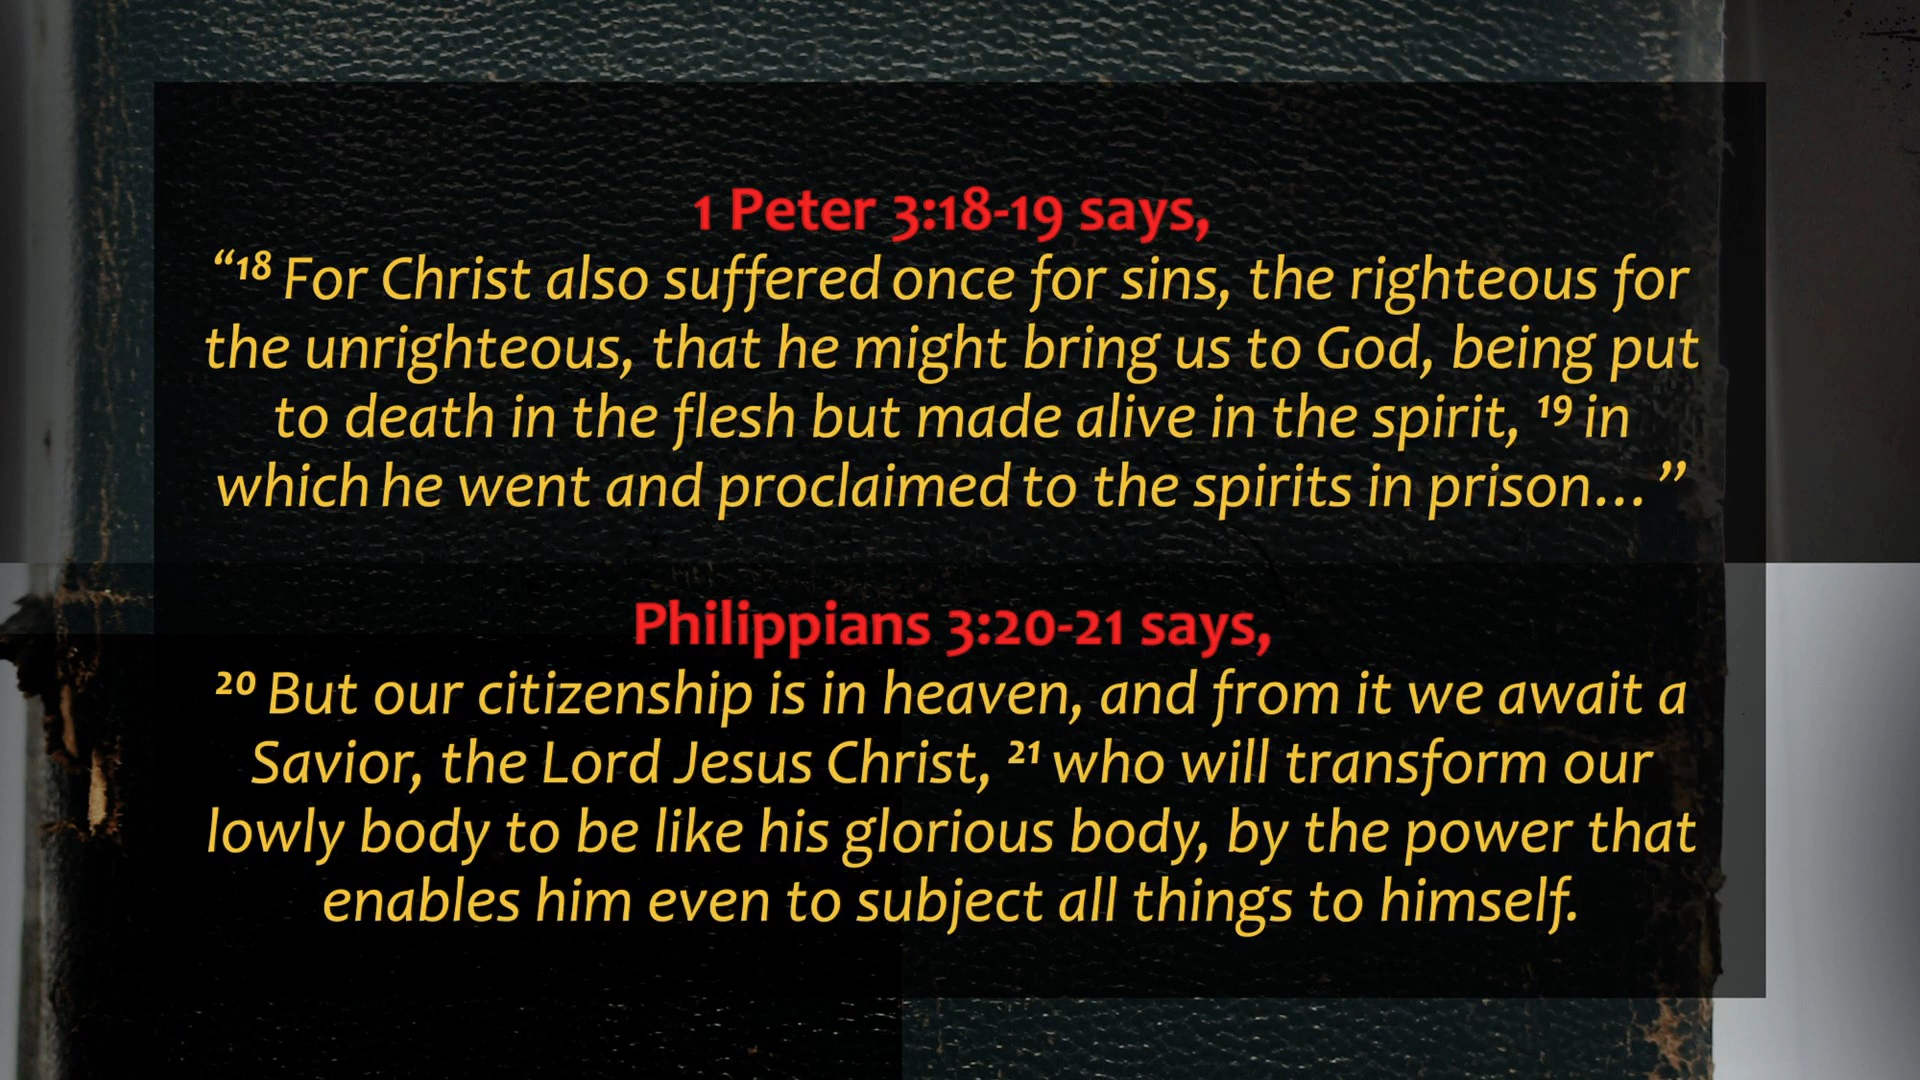 1 Peter 3:18-19 says,
“18 For Christ also suffered once for sins, the righteous for
the unrighteous, that he might bring us to God, being put
to death in the flesh but made alive in the spirit, 19 in
which he went and proclaimed to the spirits in prison…”
Philippians 3:20-21 says,
20 But our citizenship is in heaven, and from it we await a
Savior, the Lord Jesus Christ, 21 who will transform our
lowly body to be like his glorious body, by the power that
enables him even to subject all things to himself.